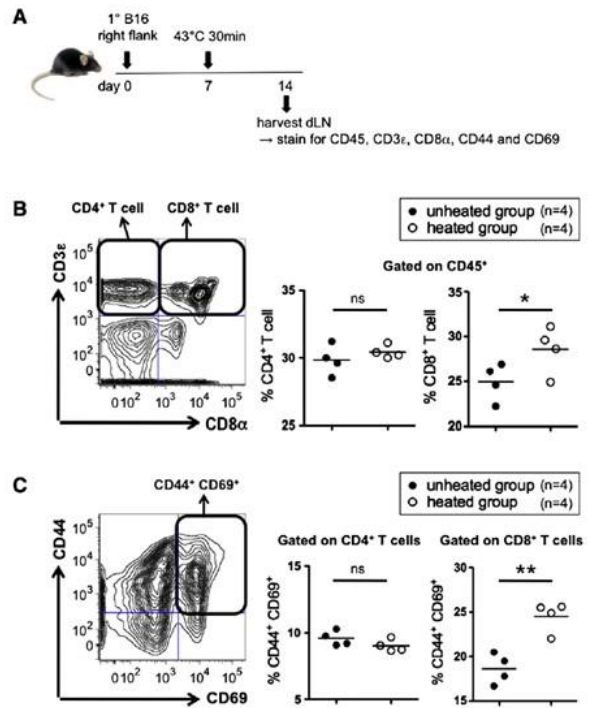 A
1° B16
right flank
43°C 30min
day 0
7
14
harvest dLN
→ stain for CD45, CD3ε, CD8α, CD44 and CD69
B
CD4⁺ T cell
CD8⁺ T cell
● unheated group (n=4)
○ heated group (n=4)
Gated on CD45⁺
CD3ε
10⁵
10⁴
10³
10²
0
0 10² 10³ 10⁴ 10⁵
CD8α
% CD4⁺ T cell
35
30
25
ns
% CD8⁺ T cell
35
30
25
20
*
C
CD44⁺ CD69⁺
● unheated group (n=4)
○ heated group (n=4)
Gated on CD4⁺ T cells
Gated on CD8⁺ T cells
CD44
10⁵
10⁴
10³
10²
0
0 10² 10³ 10⁴ 10⁵
CD69
% CD44⁺ CD69⁺
15
10
5
ns
% CD44⁺ CD69⁺
30
25
20
15
**